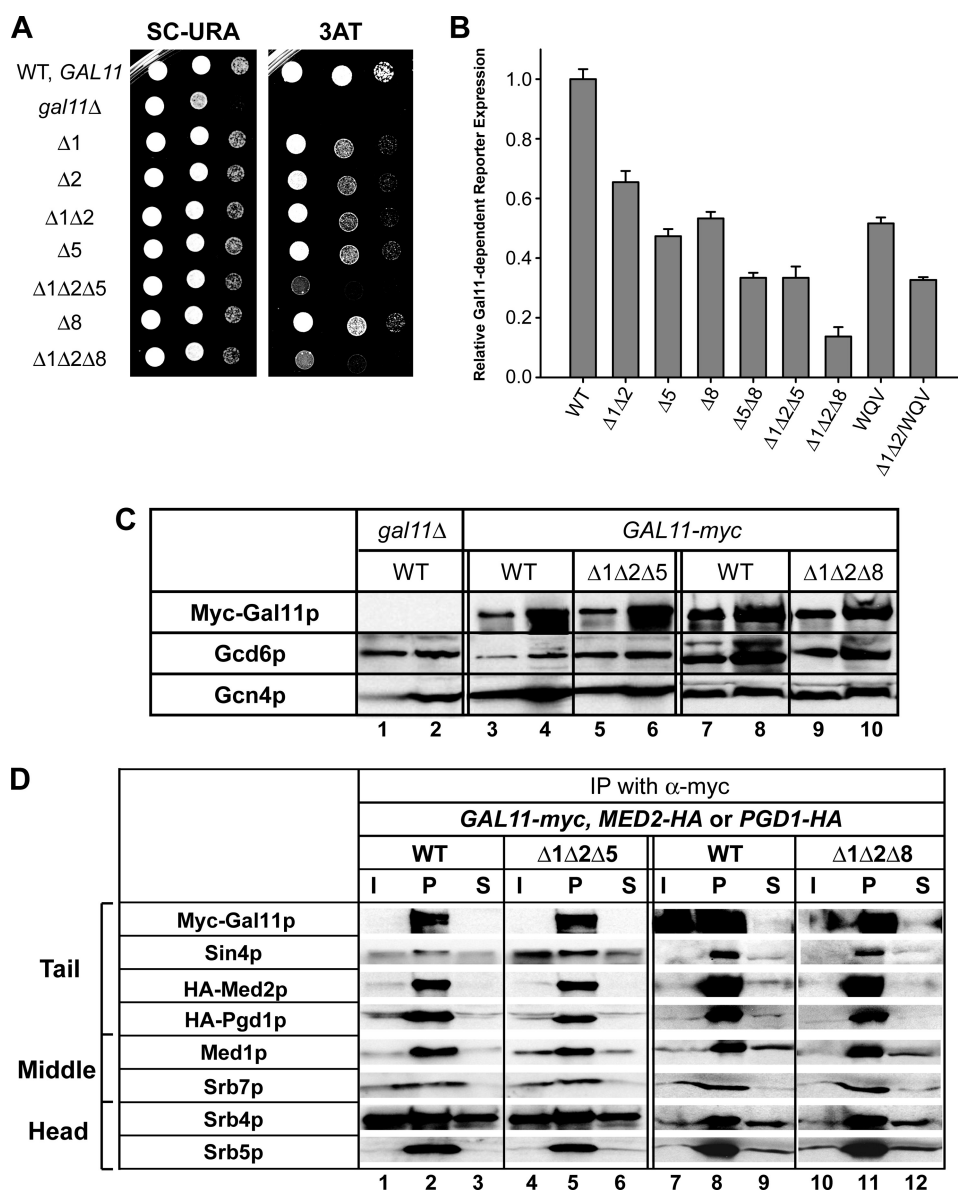 A
SC-URA 3AT
WT, GAL11
gal11Δ
Δ1
Δ2
Δ1Δ2
Δ5
Δ1Δ2Δ5
Δ8
Δ1Δ2Δ8
B
Relative Gal11-dependent Reporter Expression
1.0
0.8
0.6
0.4
0.2
0.0
WT Δ1Δ2 Δ5 Δ8 Δ5Δ8 Δ1Δ2Δ5 Δ1Δ2Δ8 WQV Δ1Δ2/WQV
C
gal11Δ GAL11-myc
WT WT Δ1Δ2Δ5 WT Δ1Δ2Δ8
Myc-Gal11p
Gcd6p
Gcn4p
1 2 3 4 5 6 7 8 9 10
D
IP with α-myc
GAL11-myc, MED2-HA or PGD1-HA
WT Δ1Δ2Δ5 WT Δ1Δ2Δ8
I P S I P S I P S I P S
Tail
Myc-Gal11p
Sin4p
HA-Med2p
HA-Pgd1p
Middle
Med1p
Srb7p
Head
Srb4p
Srb5p
1 2 3 4 5 6 7 8 9 10 11 12